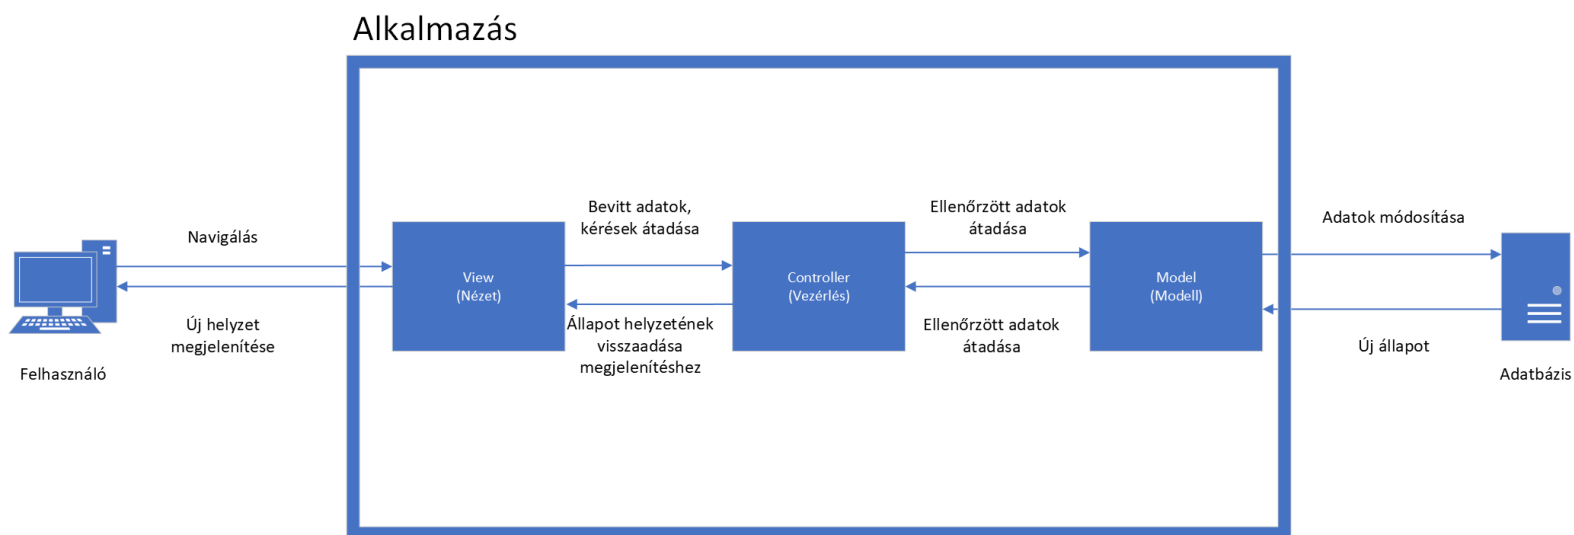 Alkalmazás
Navigálás
Új helyzet
megjelenítése
Felhasználó
View
(Nézet)
Bevitt adatok,
kérések átadása
Állapot helyzetének
visszaadása
megjelenítéshez
Controller
(Vezérlés)
Ellenőrzött adatok
átadása
Ellenőrzött adatok
átadása
Model
(Modell)
Adatok módosítása
Új állapot
Adatbázis